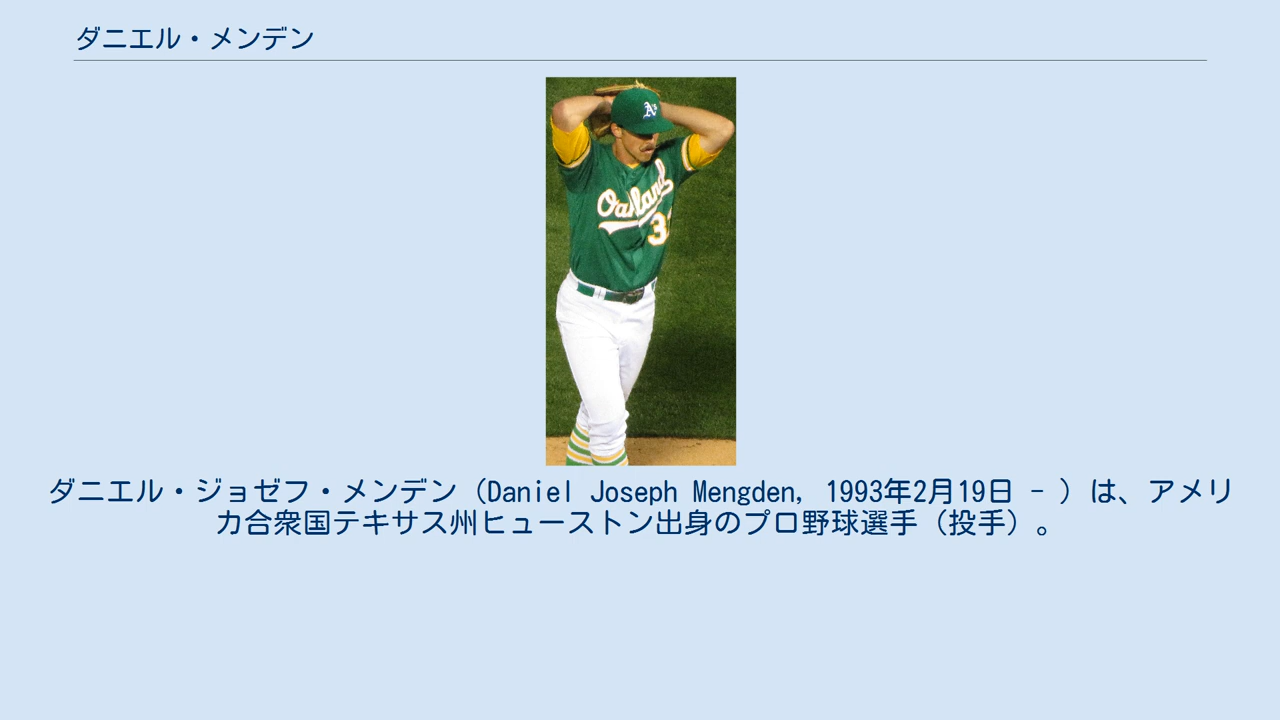 ダニエル・メンデン
A's
Oakland
ダニエル・ジョゼフ・メンデン（Daniel Joseph Mengden, 1993年2月19日 - ）は、アメリ
カ合衆国テキサス州ヒューストン出身のプロ野球選手（投手）。